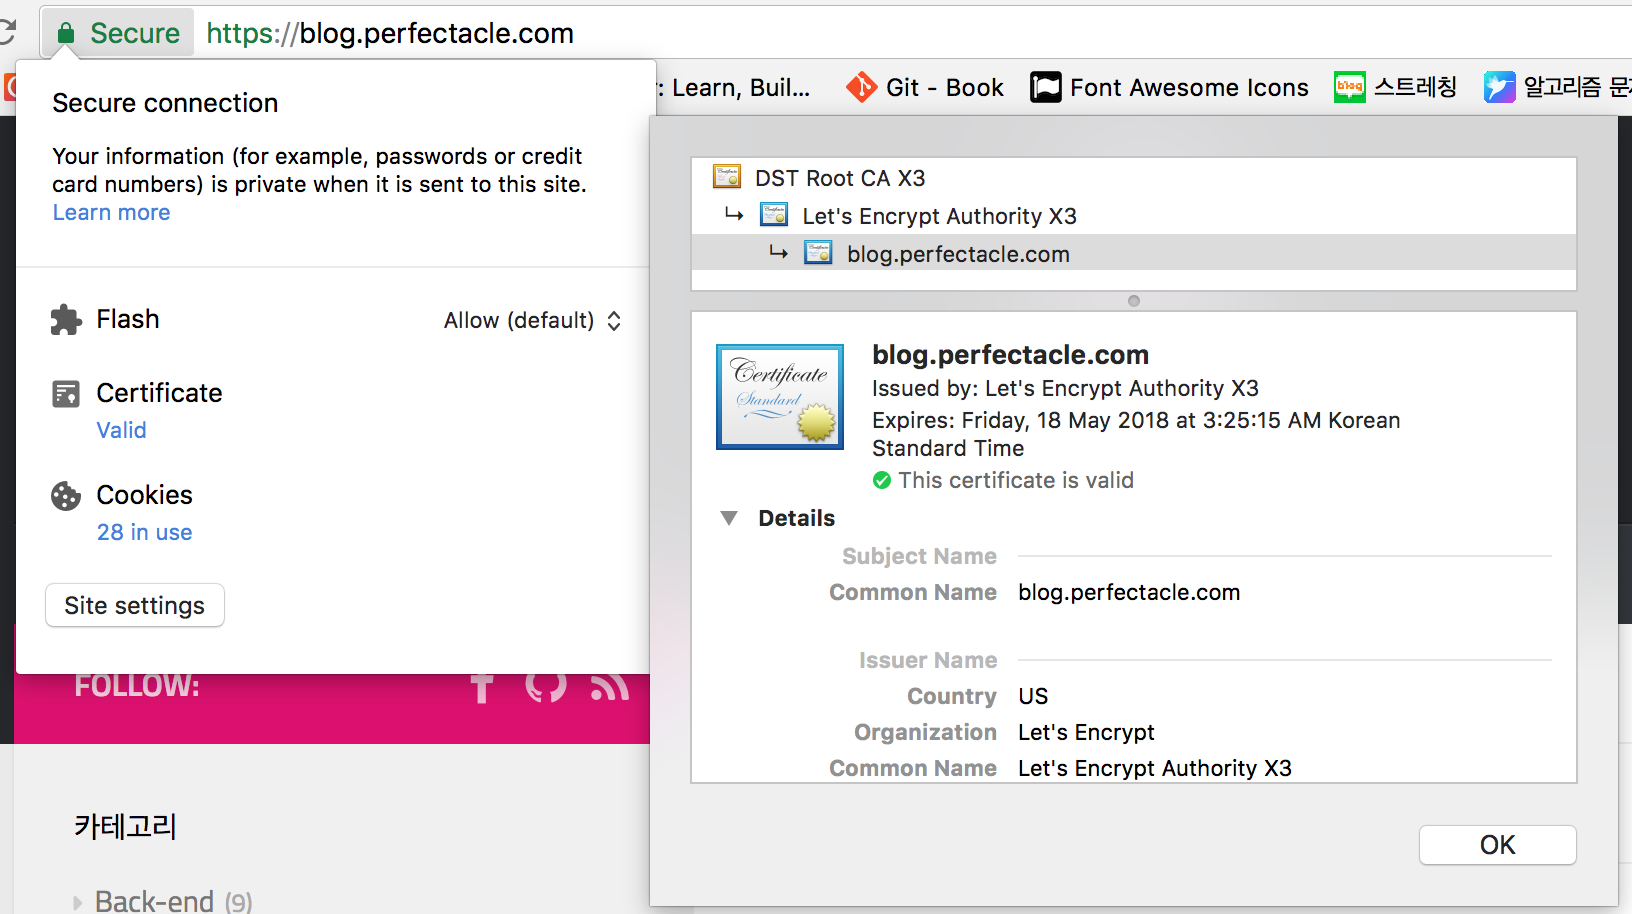 Secure https://blog.perfectacle.com
Secure connection
Your information (for example, passwords or credit
card numbers) is private when it is sent to this site.
Learn more
Flash Allow (default)
Certificate
Valid
Cookies
28 in use
Site settings
: Learn, Buil...
Git - Book
Font Awesome Icons
blog
스트레칭
알고리즘
DST Root CA X3
Let's Encrypt Authority X3
blog.perfectacle.com
Certificate
Standard
blog.perfectacle.com
Issued by: Let's Encrypt Authority X3
Expires: Friday, 18 May 2018 at 3:25:15 AM Korean
Standard Time
This certificate is valid
Details
Subject Name
Common Name blog.perfectacle.com
Issuer Name
Country US
Organization Let's Encrypt
Common Name Let's Encrypt Authority X3
OK
FOLLOW:
카테고리
Back-end (9)